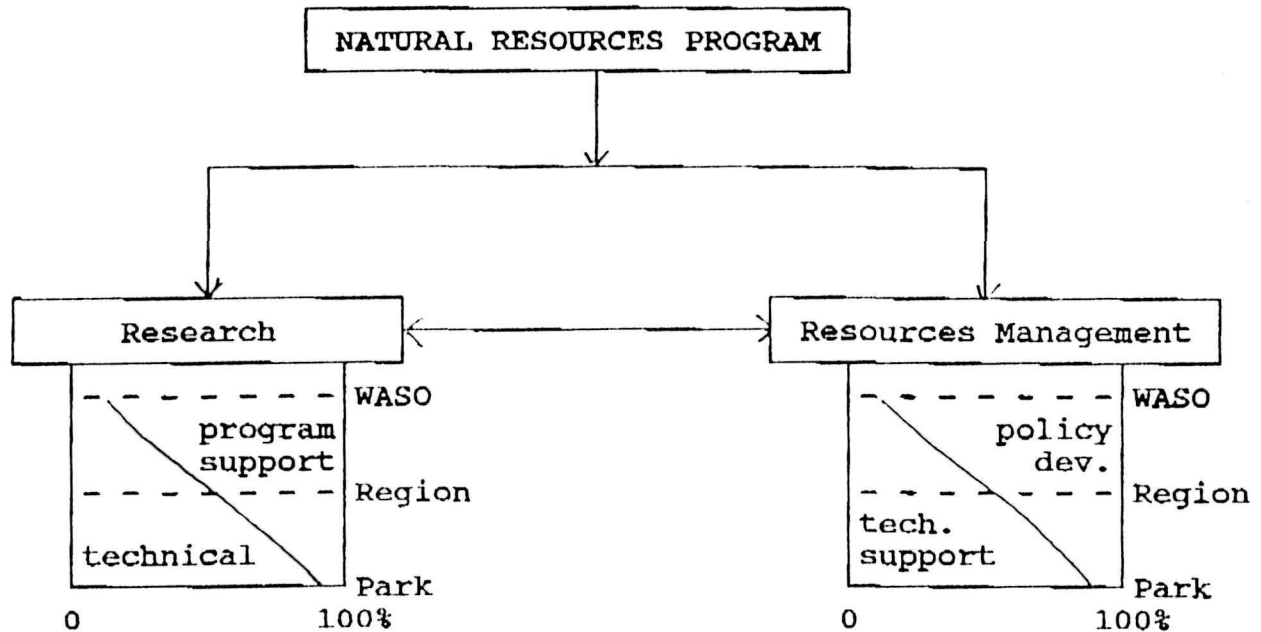 NATURAL RESOURCES PROGRAM
Research
Resources Management
WASO
program
support
Region
technical
Park
0
100%
WASO
policy
dev.
Region
tech.
support
Park
0
100%